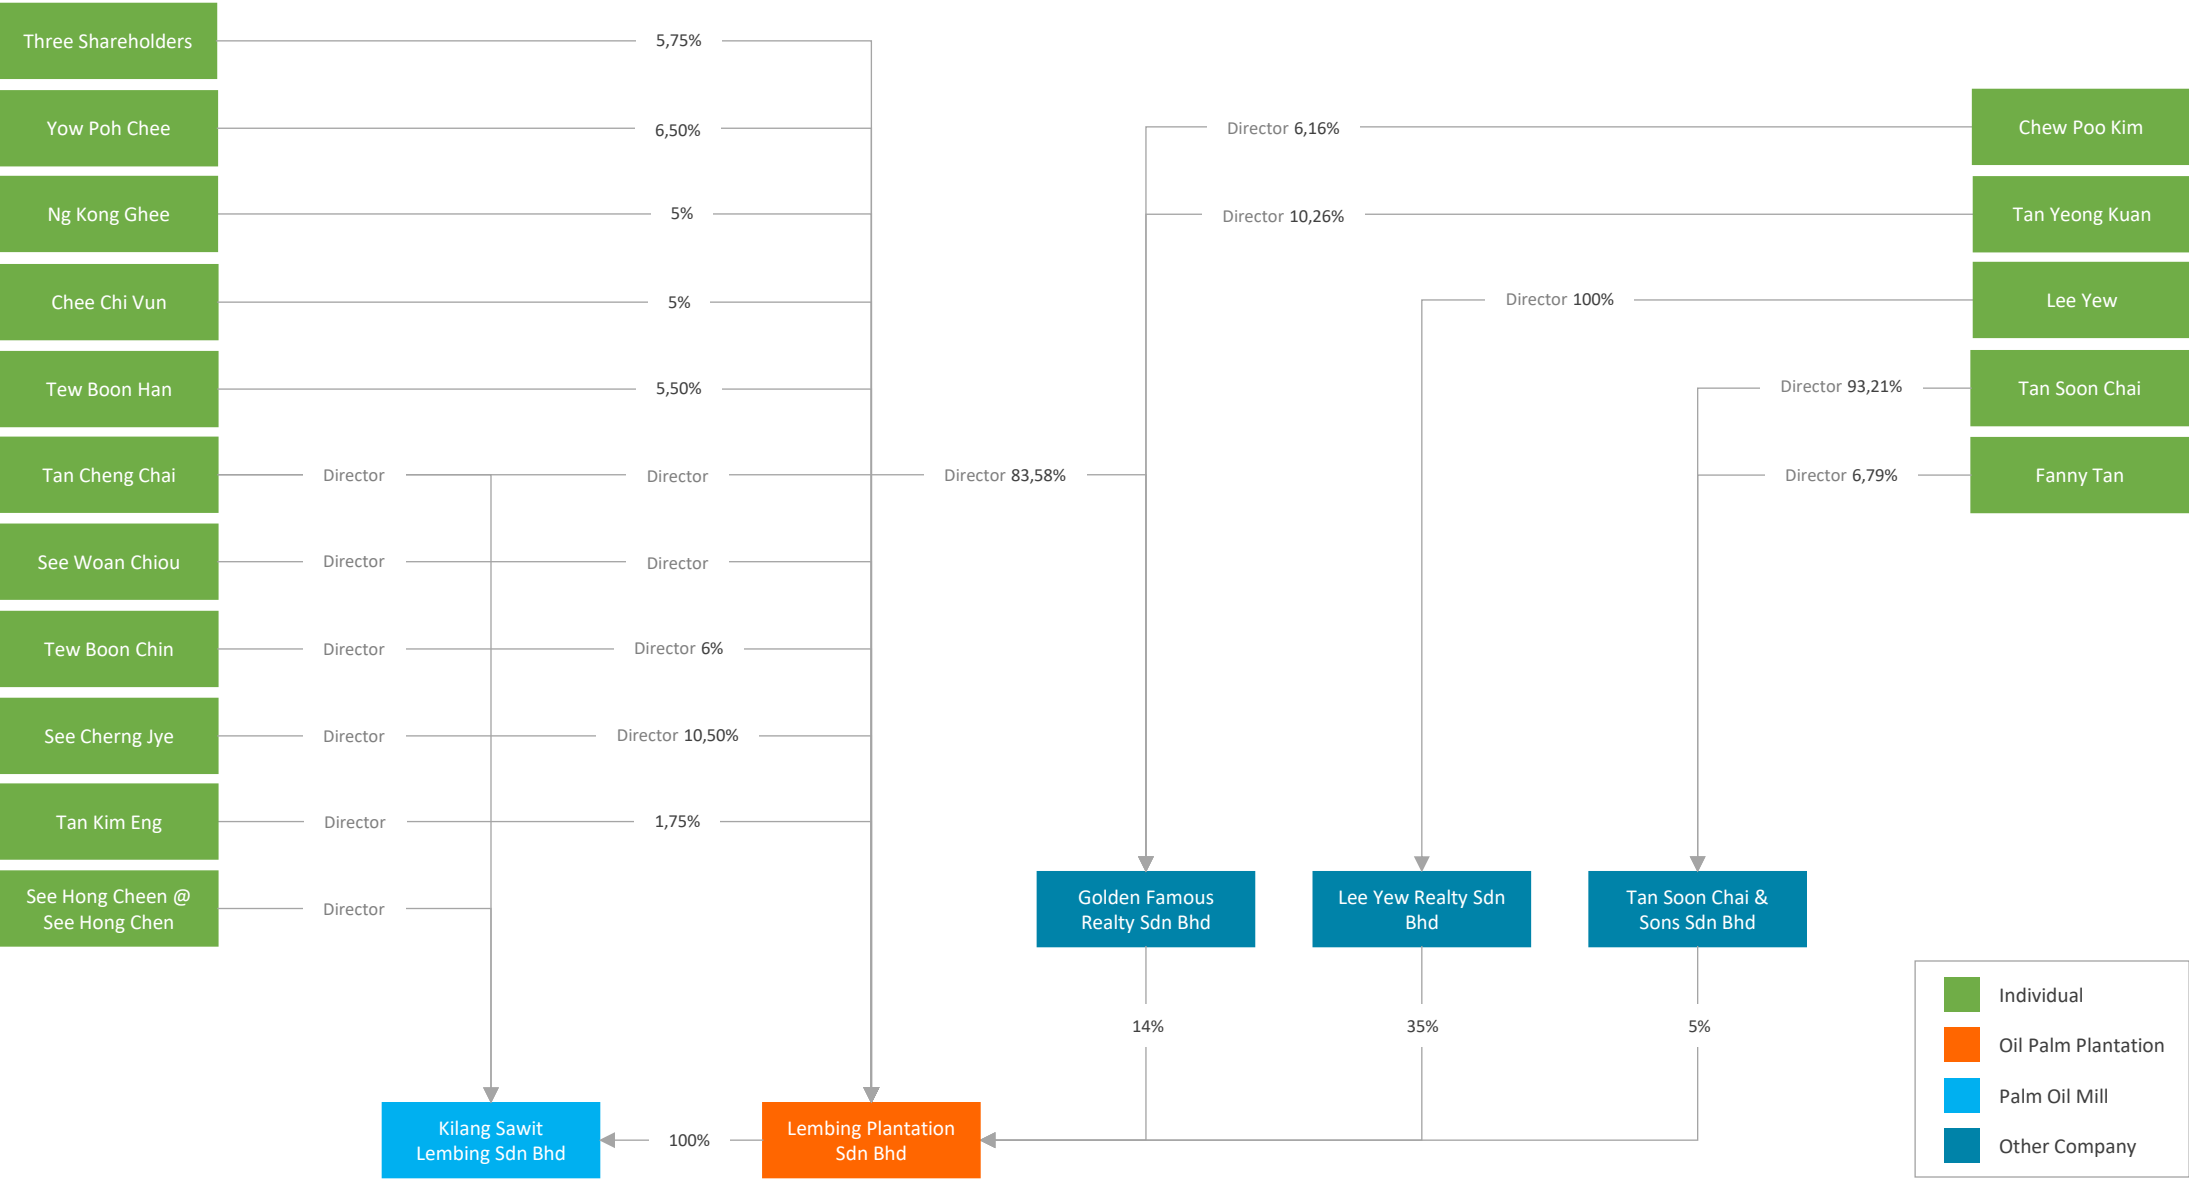 Three Shareholders
5,75%
Yow Poh Chee
6,50%
Director 6,16%
Chew Poo Kim
Ng Kong Ghee
5%
Director 10,26%
Tan Yeong Kuan
Chee Chi Vun
5%
Director 100%
Lee Yew
Tew Boon Han
5,50%
Director 93,21%
Tan Soon Chai
Tan Cheng Chai
Director
Director
Director 83,58%
Director 6,79%
Fanny Tan
See Woan Chiou
Director
Director
Tew Boon Chin
Director
Director 6%
See Cherng Jye
Director
Director 10,50%
Tan Kim Eng
Director
1,75%
See Hong Cheen @
See Hong Chen
Director
Golden Famous
Realty Sdn Bhd
Lee Yew Realty Sdn
Bhd
Tan Soon Chai &
Sons Sdn Bhd
14%
35%
5%
Kilang Sawit
Lembing Sdn Bhd
100%
Lembing Plantation
Sdn Bhd
Individual
Oil Palm Plantation
Palm Oil Mill
Other Company